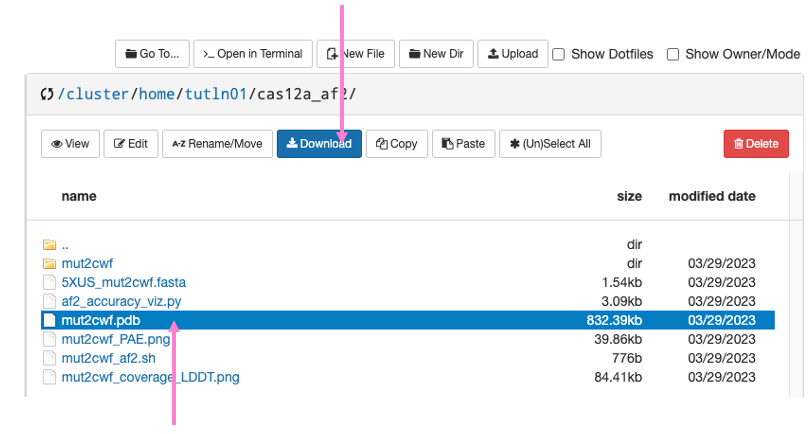 Go To... >_ Open in Terminal New File New Dir Upload Show Dotfiles Show Owner/Mode
/cluster/home/tutln01/cas12a_af2/
View Edit A-Z Rename/Move Download Copy Paste (Un)Select All Delete
name size modified date
.. dir
mut2cwf dir 03/29/2023
5XUS_mut2cwf.fasta 1.54kb 03/29/2023
af2_accuracy_viz.py 3.09kb 03/29/2023
mut2cwf.pdb 832.39kb 03/29/2023
mut2cwf_PAE.png 39.86kb 03/29/2023
mut2cwf_af2.sh 776b 03/29/2023
mut2cwf_coverage_LDDT.png 84.41kb 03/29/2023